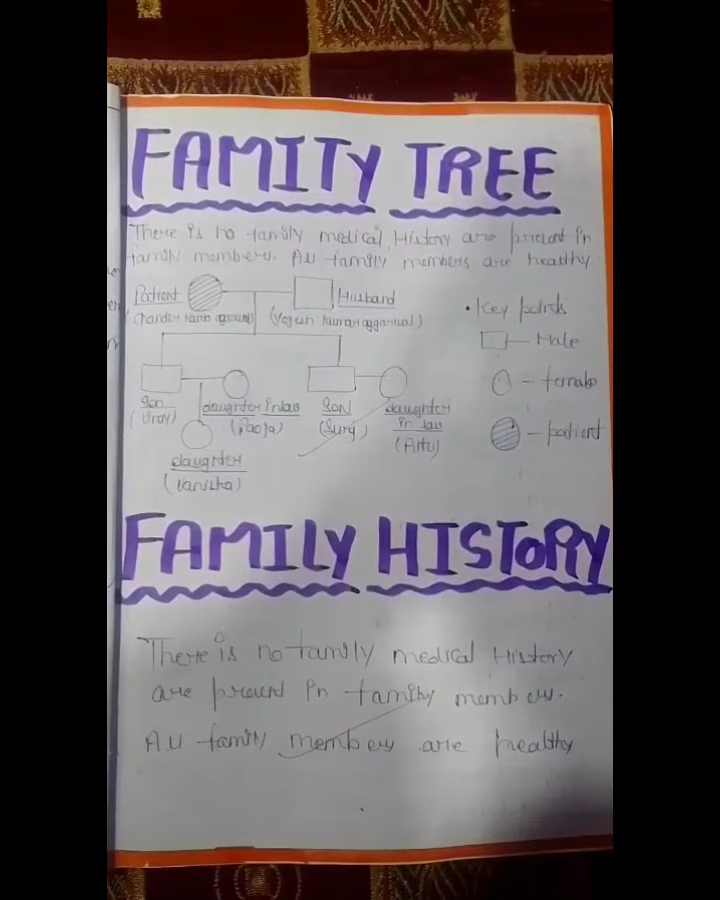 FAMITY TREE
There is no family medical History are present in
family members. All family members are healthy.
Patient
Husband
(Yogesh Kumar aggarwal)
• Key points
Male
female
patient
Son
daughter in law
(Pooja)
Son
(Suraj)
daughter
in law
(Ritu)
daughter
(Vanshka)
FAMILY HISTORY
There is no family medical History
are present in family members.
All family members are healthy